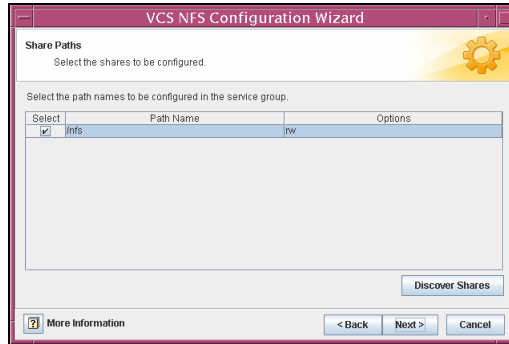 VCS NFS Configuration Wizard
Share Paths
Select the shares to be configured.
Select the path names to be configured in the service group.
Select Path Name Options
/nfs rw
Discover Shares
More Information < Back Next > Cancel